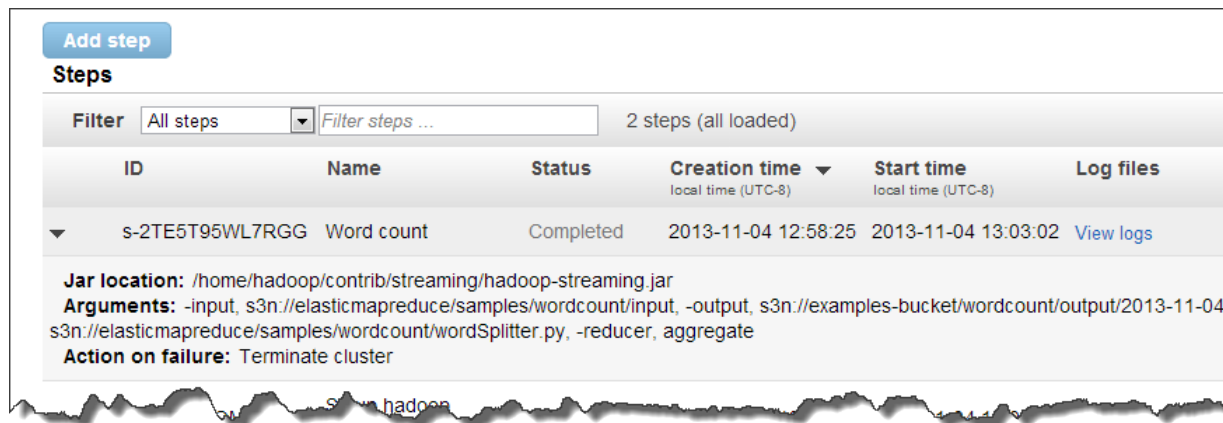 Add step
Steps
Filter All steps Filter steps ... 2 steps (all loaded)
ID Name Status Creation time Start time Log files
local time (UTC-8) local time (UTC-8)
s-2TE5T95WL7RGG Word count Completed 2013-11-04 12:58:25 2013-11-04 13:03:02 View logs
Jar location: /home/hadoop/contrib/streaming/hadoop-streaming.jar
Arguments: -input, s3n://elasticmapreduce/samples/wordcount/input, -output, s3n://examples-bucket/wordcount/output/2013-11-04
s3n://elasticmapreduce/samples/wordcount/wordSplitter.py, -reducer, aggregate
Action on failure: Terminate cluster
hadoop